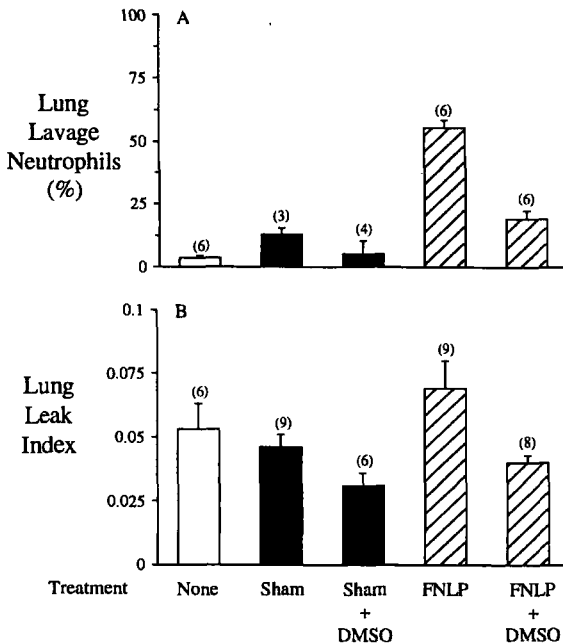 100
A
75
50
25
0
Lung
Lavage
Neutrophils
(%)
(6)
(3)
(4)
(6)
(6)
0.1
B
0.075
0.05
0.025
0
Lung
Leak
Index
(6)
(9)
(6)
(9)
(8)
Treatment None Sham Sham FNLP FNLP
+ +
DMSO DMSO